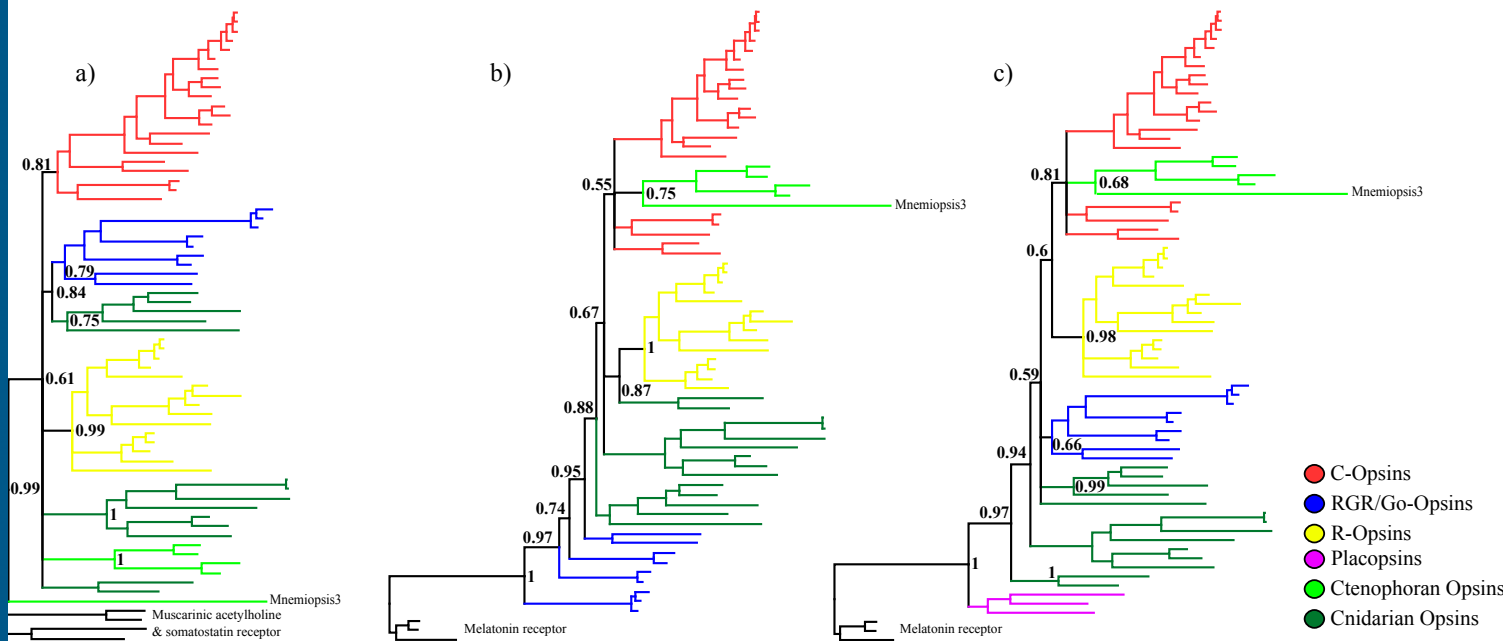 a)
0.81
0.79
0.84
0.75
0.61
0.99
0.99
1
1
Mnemiopsis3
Muscarinic acetylholine
& somatostatin receptor
b)
0.55
0.75
Mnemiopsis3
0.67
1
0.87
0.88
0.95
0.74
0.97
1
Melatonin receptor
c)
0.81
0.68
Mnemiopsis3
0.6
0.98
0.59
0.66
0.94
0.99
0.97
1
1
Melatonin receptor
C-Opsins
RGR/Go-Opsins
R-Opsins
Placopsins
Ctenophoran Opsins
Cnidarian Opsins